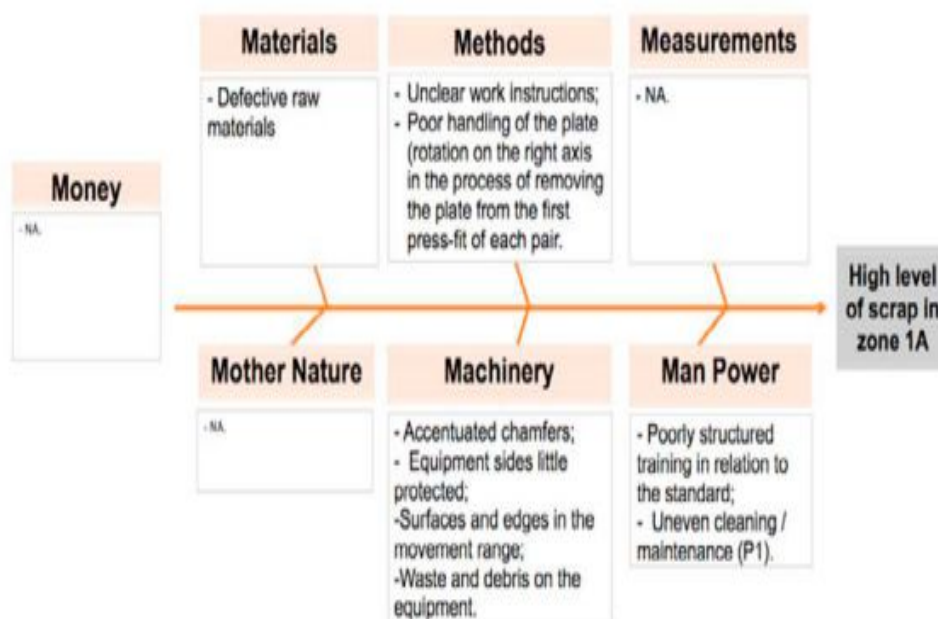 Materials
- Defective raw
materials
Methods
- Unclear work instructions;
- Poor handling of the plate
(rotation on the right axis
in the process of removing
the plate from the first
press-fit of each pair.
Measurements
- NA.
Money
- NA.
High level
of scrap in
zone 1A
Mother Nature
- NA.
Machinery
- Accentuated chamfers;
- Equipment sides little
protected;
-Surfaces and edges in the
movement range;
-Waste and debris on the
equipment.
Man Power
- Poorly structured
training in relation to
the standard;
- Uneven cleaning /
maintenance (P1).